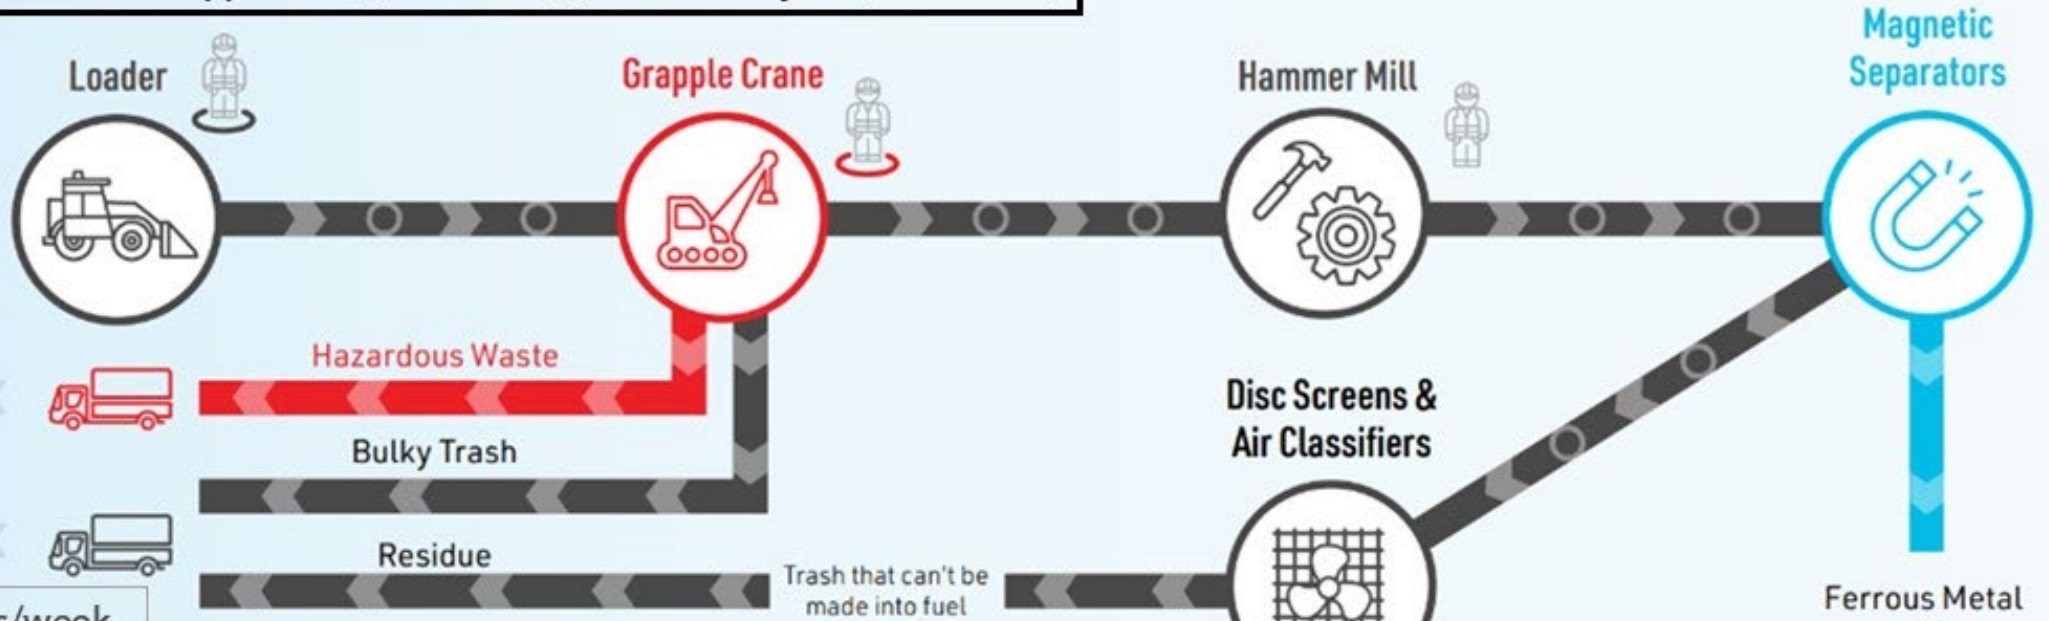 Loader
Grapple Crane
Hammer Mill
Magnetic
Separators
Hazardous Waste
Bulky Trash
Disc Screens &
Air Classifiers
Residue
Trash that can't be
made into fuel
Ferrous Metal